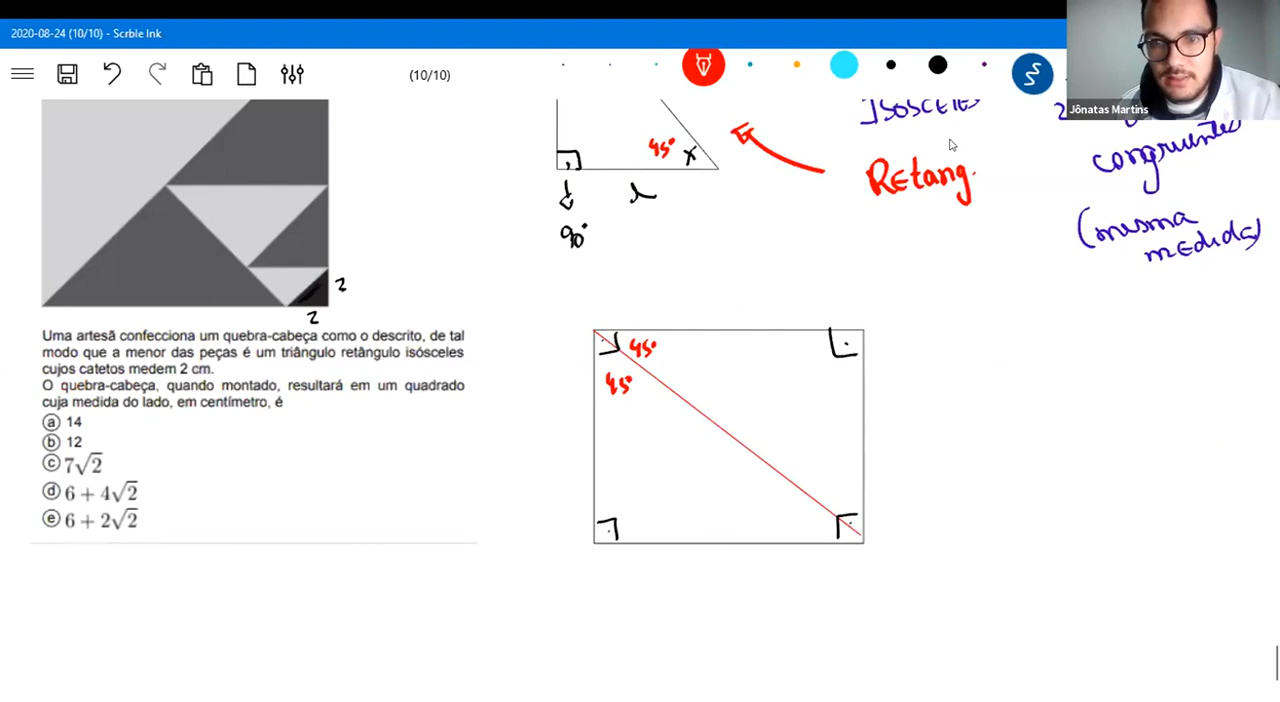 2020-08-24 (10/10) - Scrble Ink
(10/10)
Jônatas Martins
Isósceles
2
congruentes
(mesma
medida)
45°
x
Retang.
l
90°
2
2
Uma artesã confecciona um quebra-cabeça como o descrito, de tal
modo que a menor das peças é um triângulo retângulo isósceles
cujos catetos medem 2 cm.
O quebra-cabeça, quando montado, resultará em um quadrado
cuja medida do lado, em centímetro, é
a 14
b 12
c 7√2
d 6 + 4√2
e 6 + 2√2
45°
45°